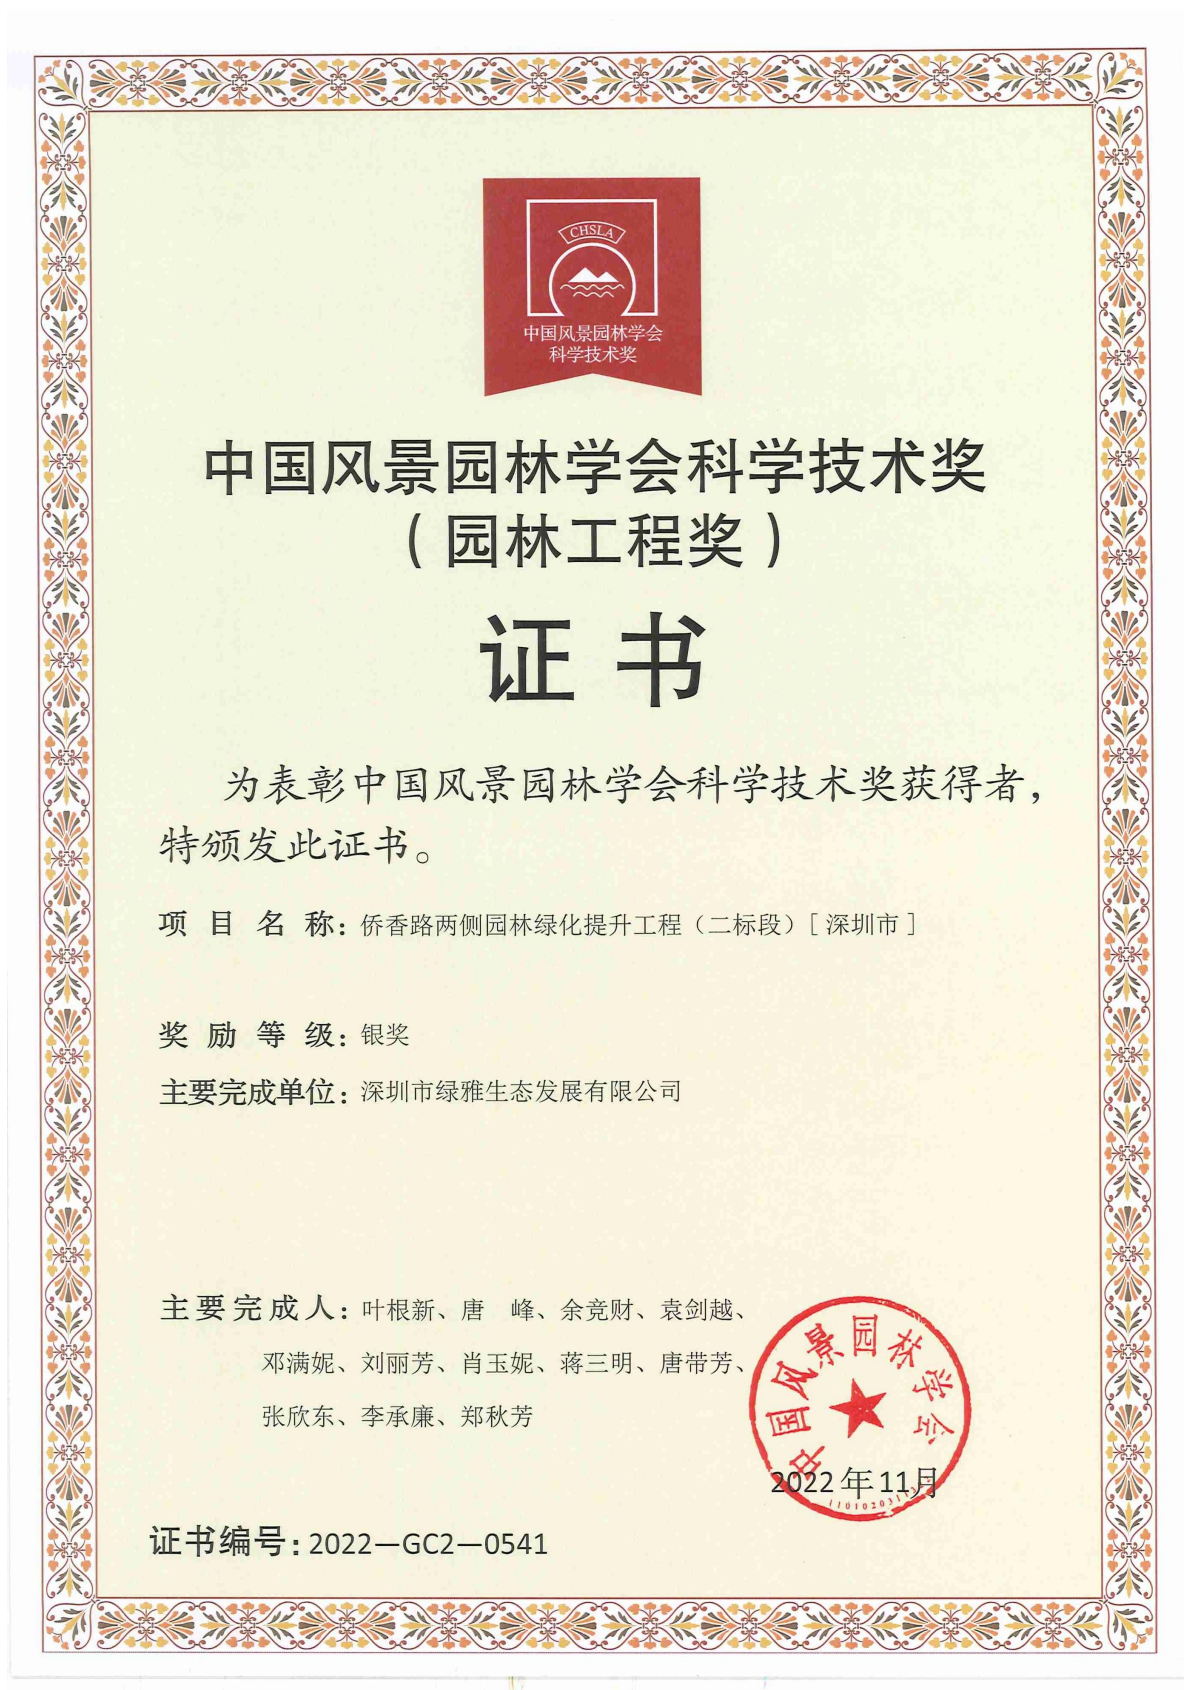 CHSLA
中国风景园林学会
科学技术奖
中国风景园林学会科学技术奖
（园林工程奖）
证书
为表彰中国风景园林学会科学技术奖获得者，
特颁发此证书。
项目名称：侨香路两侧园林绿化提升工程（二标段）[深圳市]
奖励等级：银奖
主要完成单位：深圳市绿雅生态发展有限公司
主要完成人：叶根新、唐　峰、余竞财、袁剑越、
邓满妮、刘丽芳、肖玉妮、蒋三明、唐带芳、
张欣东、李承廉、郑秋芳
中国风景园林学会
2022年11月
证书编号：2022—GC2—0541